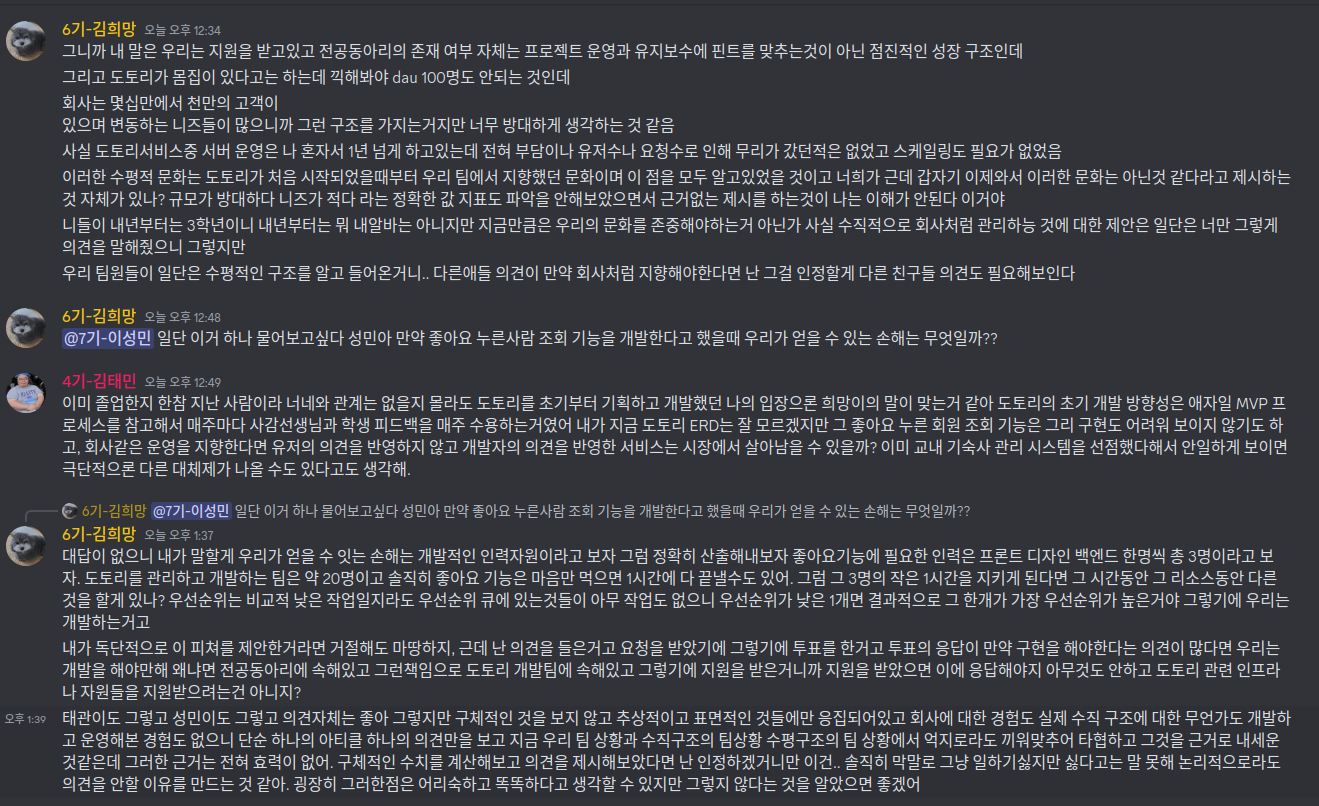 6기-김희망 오늘 오후 12:34
그니까 내 말은 우리는 지원을 받고있고 전공동아리의 존재 여부 자체는 프로젝트 운영과 유지보수에 핀트를 맞추는것이 아닌 점진적인 성장 구조인데
그리고 도토리가 몸집이 있다고는 하는데 끽해봐야 dau 100명도 안되는 것인데
회사는 몇십만에서 천만의 고객이
있으며 변동하는 니즈들이 많으니까 그런 구조를 가지는거지만 너무 방대하게 생각하는 것 같음
사실 도토리서비스중 서버 운영은 나 혼자서 1년 넘게 하고있는데 전혀 부담이나 유저수나 요청수로 인해 무리가 갔던적은 없었고 스케일링도 필요가 없었음
이러한 수평적 문화는 도토리가 처음 시작되었을때부터 우리 팀에서 지향했던 문화이며 이 점을 모두 알고있었을 것이고 너희가 근데 갑자기 이제와서 이러한 문화는 아닌것 같다라고 제시하는
것 자체가 있나? 규모가 방대하다 니즈가 적다 라는 정확한 값 지표도 파악을 안해보았으면서 근거없는 제시를 하는것이 나는 이해가 안된다 이거야
니들이 내년부터는 3학년이니 내년부터는 뭐 내알바는 아니지만 지금만큼은 우리의 문화를 존중해야하는거 아닌가 사실 수직적으로 회사처럼 관리하능 것에 대한 제안은 일단은 너만 그렇게
의견을 말해줬으니 그렇지만
우리 팀원들이 일단은 수평적인 구조를 알고 들어온거니.. 다른애들 의견이 만약 회사처럼 지향해야한다면 난 그걸 인정할게 다른 친구들 의견도 필요해보인다
6기-김희망 오늘 오후 12:48
@7기-이성민 일단 이거 하나 물어보고싶다 성민아 만약 좋아요 누른사람 조회 기능을 개발한다고 했을때 우리가 얻을 수 있는 손해는 무엇일까??
4기-김태민 오늘 오후 12:49
이미 졸업한지 한참 지난 사람이라 너네와 관계는 없을지 몰라도 도토리를 초기부터 기획하고 개발했던 나의 입장으론 희망이의 말이 맞는거 같아 도토리의 초기 개발 방향성은 애자일 MVP 프
로세스를 참고해서 매주마다 사감선생님과 학생 피드백을 매주 수용하는거였어 내가 지금 도토리 ERD는 잘 모르겠지만 그 좋아요 누른 회원 조회 기능은 그리 구현도 어려워 보이지 않기도 하
고, 회사같은 운영을 지향한다면 유저의 의견을 반영하지 않고 개발자의 의견을 반영한 서비스는 시장에서 살아남을 수 있을까? 이미 교내 기숙사 관리 시스템을 선점했다해서 안일하게 보이면
극단적으론 다른 대체제가 나올 수도 있다고도 생각해.
6기-김희망 @7기-이성민 일단 이거 하나 물어보고싶다 성민아 만약 좋아요 누른사람 조회 기능을 개발한다고 했을때 우리가 얻을 수 있는 손해는 무엇일까??
6기-김희망 오늘 오후 1:37
대답이 없으니 내가 말할게 우리가 얻을 수 잇는 손해는 개발적인 인력자원이라고 보자 그럼 정확히 산출해내보자 좋아요기능에 필요한 인력은 프론트 디자인 백엔드 한명씩 총 3명이라고 보
자. 도토리를 관리하고 개발하는 팀은 약 20명이고 솔직히 좋아요 기능은 마음만 먹으면 1시간에 다 끝낼수도 있어. 그럼 그 3명의 작은 1시간을 지키게 된다면 그 시간동안 그 리소스동안 다른
것을 할게 있나? 우선순위는 비교적 낮은 작업일지라도 우선순위 큐에 있는것들이 아무 작업도 없으니 우선순위가 낮은 1개면 결과적으로 그 한개가 가장 우선순위가 높은거야 그렇기에 우리는
개발하는거고
내가 독단적으로 이 피쳐를 제안한거라면 거절해도 마땅하지, 근데 난 의견을 들은거고 요청을 받았기에 그렇기에 투표를 한거고 투표의 응답이 만약 구현을 해야한다는 의견이 많다면 우리는
개발을 해야만해 왜냐면 전공동아리에 속해있고 그런책임으로 도토리 개발팀에 속해있고 그렇기에 지원을 받은거니까 지원을 받았으면 이에 응답해야지 아무것도 안하고 도토리 관련 인프라
나 자원들을 지원받으려는건 아니지?
오후 1:39 태관이도 그렇고 성민이도 그렇고 의견자체는 좋아 그렇지만 구체적인 것을 보지 않고 추상적이고 표면적인 것들에만 응집되어있고 회사에 대한 경험도 실제 수직 구조에 대한 무언가도 개발하
고 운영해본 경험도 없으니 단순 하나의 아티클 하나의 의견만을 보고 지금 우리 팀 상황과 수직구조의 팀상황 수평구조의 팀 상황에서 억지로라도 끼워맞추어 타협하고 그것을 근거로 내세운
것같은데 그러한 근거는 전혀 효력이 없어. 구체적인 수치를 계산해보고 의견을 제시해보았다면 난 인정하겠거니만 이건.. 솔직히 막말로 그냥 일하기싫지만 싫다고는 말 못해 논리적으로라도
의견을 안할 이유를 만드는 것 같아. 굉장히 그러한점은 어리숙하고 똑똑하다고 생각할 수 있지만 그렇지 않다는 것을 알았으면 좋겠어